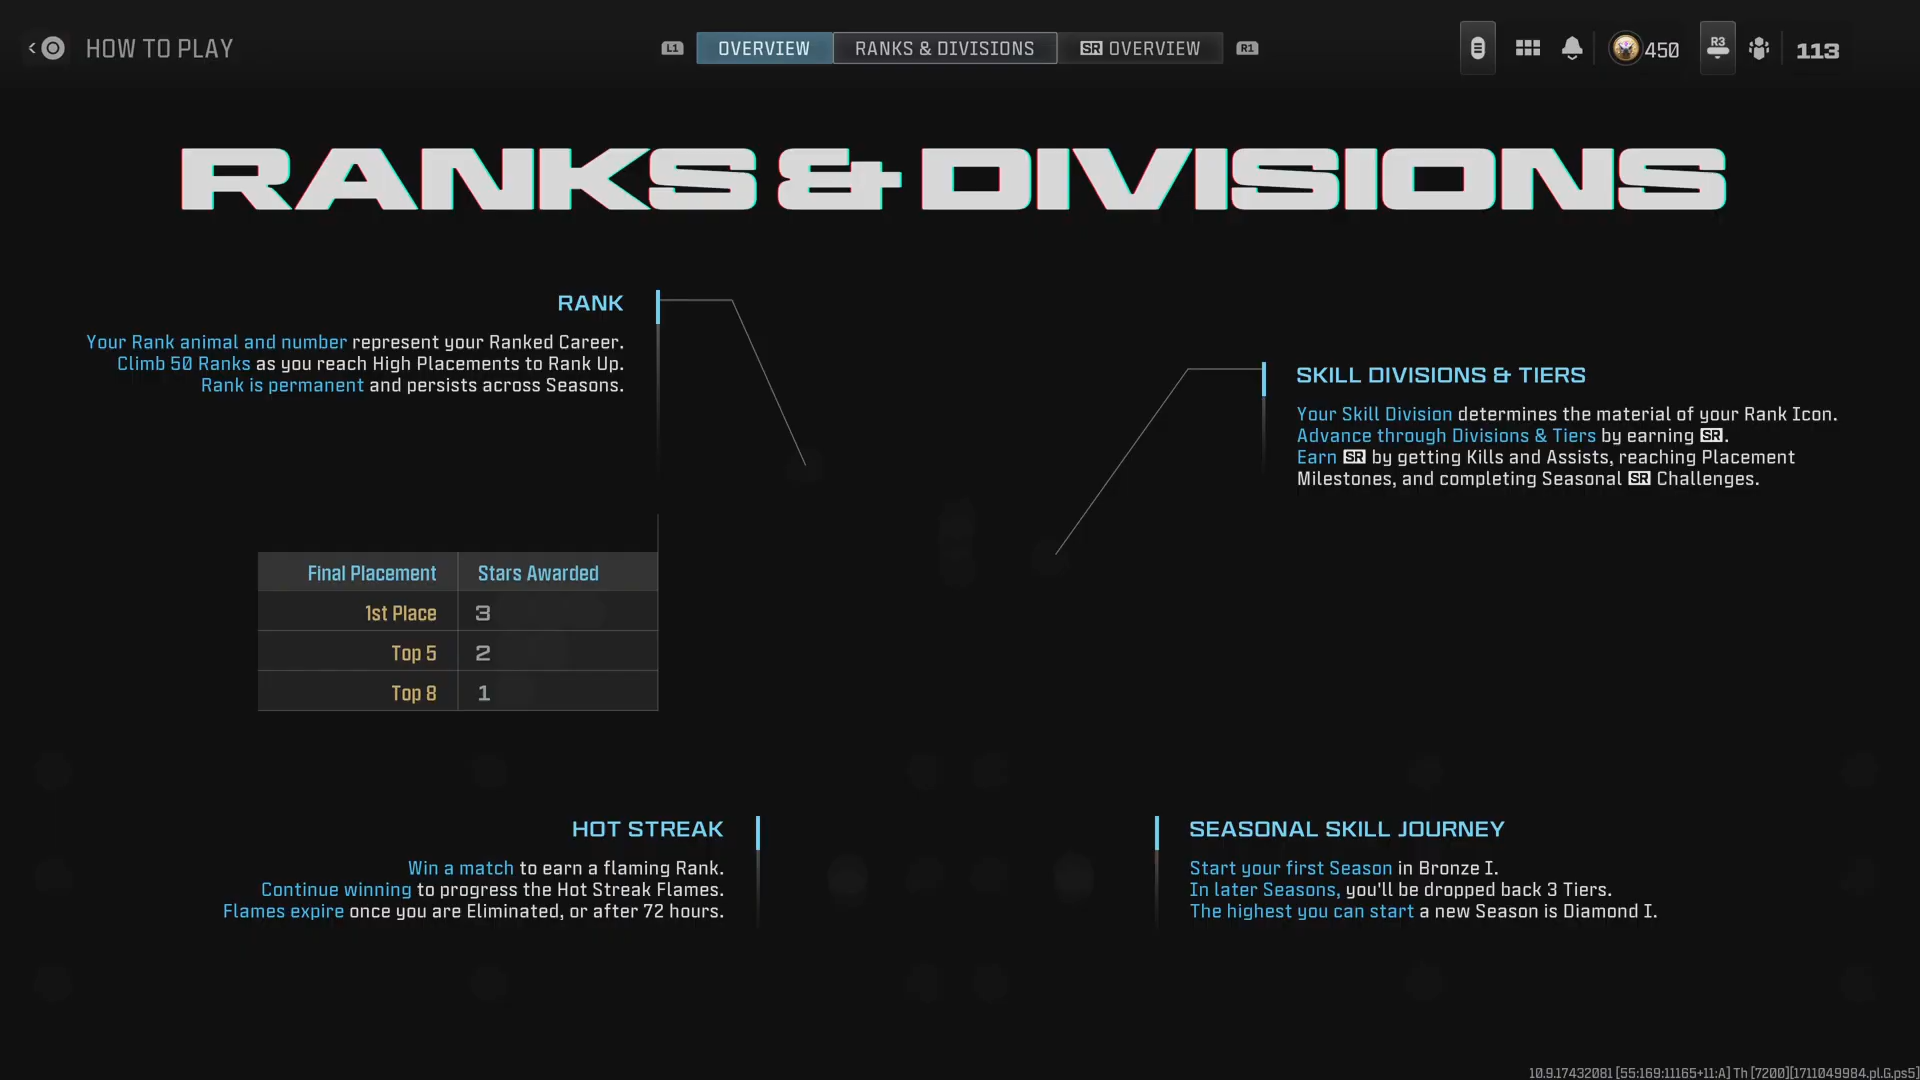 HOW TO PLAY
L1 OVERVIEW RANKS & DIVISIONS SR OVERVIEW R1
450 R3 113
RANKS & DIVISIONS
RANK
Your Rank animal and number represent your Ranked Career.
Climb 50 Ranks as you reach High Placements to Rank Up.
Rank is permanent and persists across Seasons.
SKILL DIVISIONS & TIERS
Your Skill Division determines the material of your Rank Icon.
Advance through Divisions & Tiers by earning SR.
Earn SR by getting Kills and Assists, reaching Placement
Milestones, and completing Seasonal SR Challenges.
Final Placement Stars Awarded
1st Place 3
Top 5 2
Top 8 1
HOT STREAK
Win a match to earn a flaming Rank.
Continue winning to progress the Hot Streak Flames.
Flames expire once you are Eliminated, or after 72 hours.
SEASONAL SKILL JOURNEY
Start your first Season in Bronze I.
In later Seasons, you'll be dropped back 3 Tiers.
The highest you can start a new Season is Diamond I.
10.9.17432081 [55:169:11165+11:A] Th [7200][1711049984.pl.G.ps5]